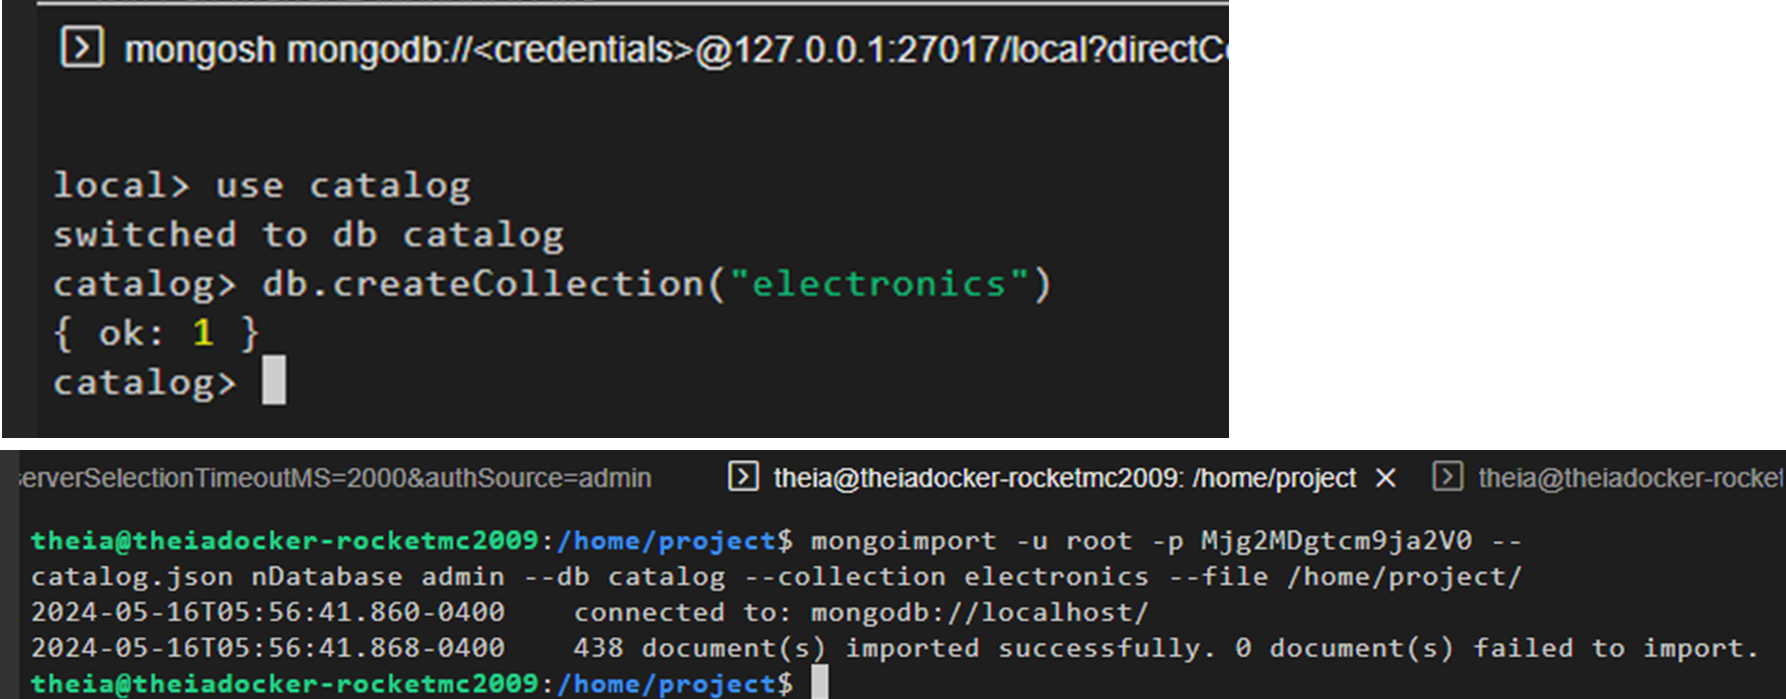 mongosh mongodb://<credentials>@127.0.0.1:27017/local?directC
local> use catalog
switched to db catalog
catalog> db.createCollection("electronics")
{ ok: 1 }
catalog>
erverSelectionTimeoutMS=2000&authSource=admin theia@theiadocker-rocketmc2009: /home/project theia@theiadocker-rocket
theia@theiadocker-rocketmc2009:/home/project$ mongoimport -u root -p Mjg2MDgtcm9ja2V0 --
catalog.json nDatabase admin --db catalog --collection electronics --file /home/project/
2024-05-16T05:56:41.860-0400 connected to: mongodb://localhost/
2024-05-16T05:56:41.868-0400 438 document(s) imported successfully. 0 document(s) failed to import.
theia@theiadocker-rocketmc2009:/home/project$